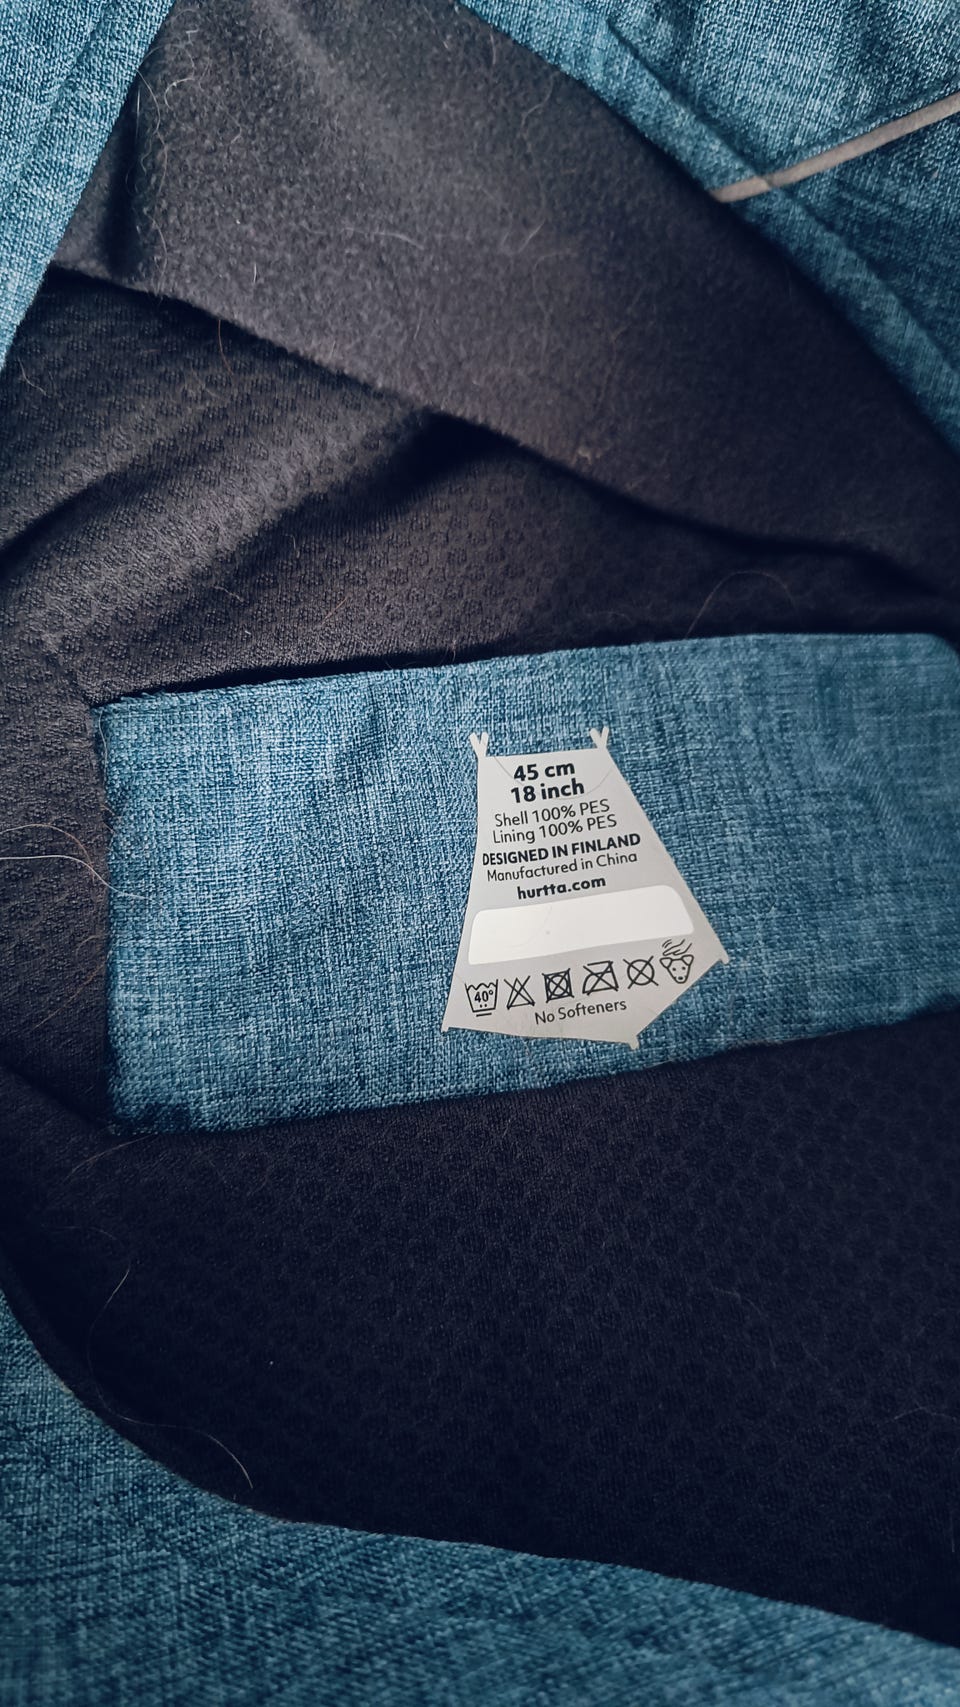 45 cm
18 inch
Shell 100% PES
Lining 100% PES
DESIGNED IN FINLAND
Manufactured in China
hurtta.com
40°
No Softeners